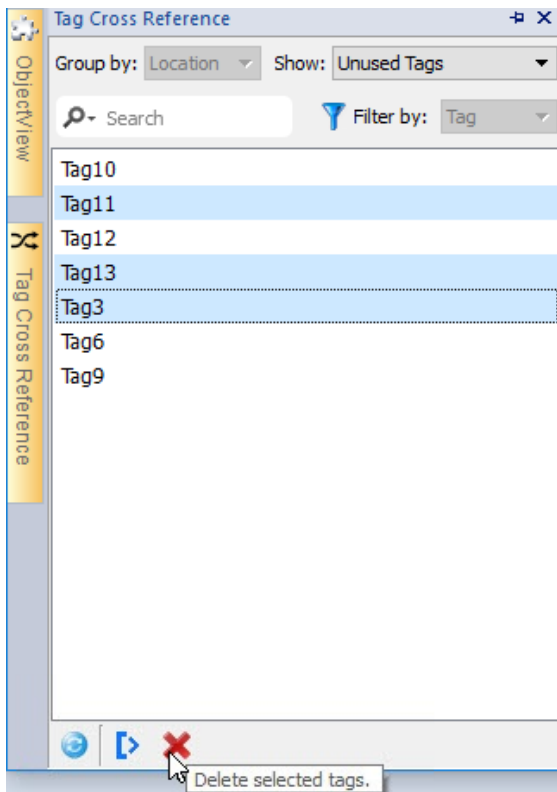 Tag Cross Reference
ObjectView
Group by: Location Show: Unused Tags
Search Filter by: Tag
Tag10
Tag11
Tag12
Tag13
Tag3
Tag6
Tag9
Tag Cross Reference
Delete selected tags.